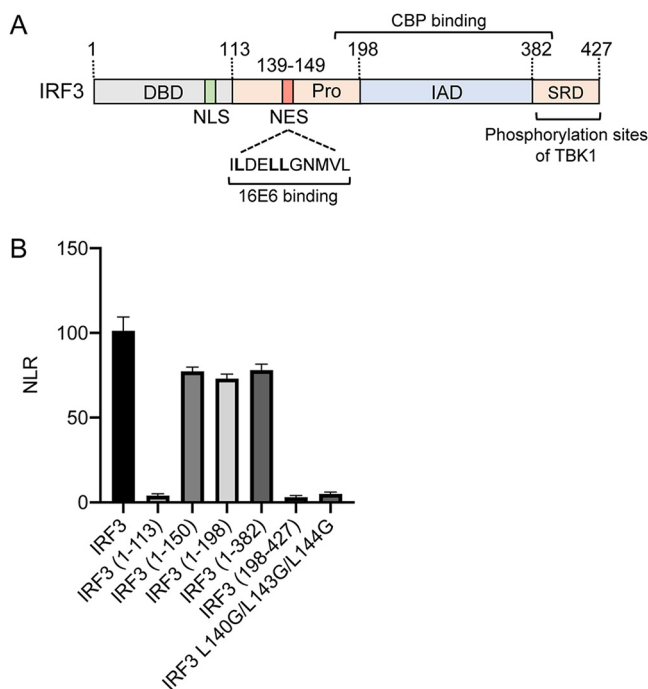 A
CBP binding
1 113 198 382 427
139-149
IRF3 DBD Pro IAD SRD
NLS NES
Phosphorylation sites
of TBK1
ILDELLGNMVL
16E6 binding
B
150
100
50
0
NLR
IRF3
IRF3 (1-113)
IRF3 (1-150)
IRF3 (1-198)
IRF3 (1-382)
IRF3 (198-427)
IRF3 L140G/L143G/L144G